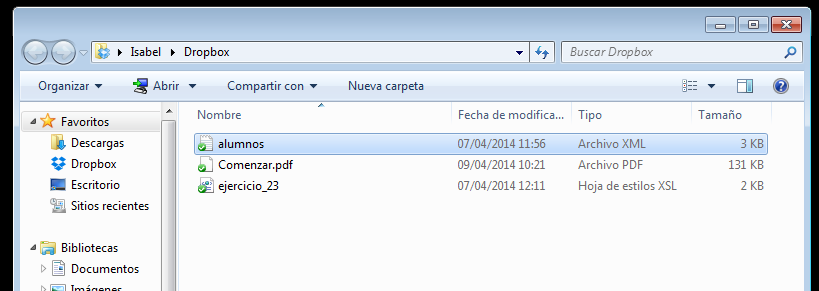 Isabel Dropbox Buscar Dropbox
Organizar Abrir Compartir con Nueva carpeta
Nombre Fecha de modifica... Tipo Tamaño
Favoritos
Descargas
Dropbox
Escritorio
Sitios recientes
Bibliotecas
Documentos
Imágenes
alumnos 07/04/2014 11:56 Archivo XML 3 KB
Comenzar.pdf 09/04/2014 10:21 Archivo PDF 131 KB
ejercicio_23 07/04/2014 12:11 Hoja de estilos XSL 2 KB